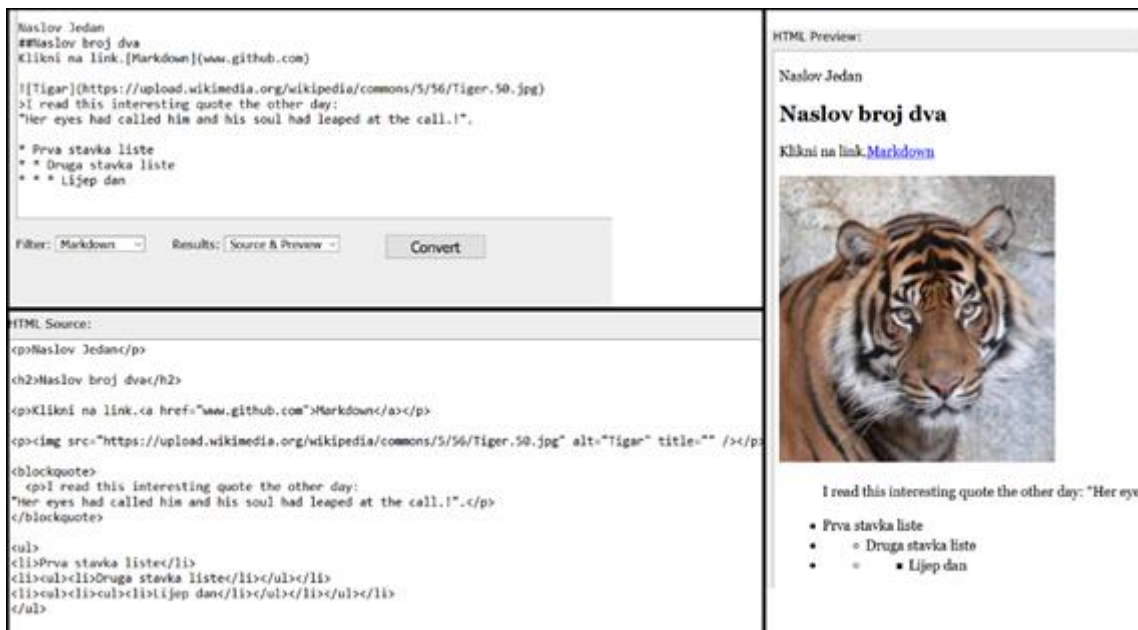 Naslov Jedan
##Naslov broj dva
Klikni na link.[Markdown](www.github.com)
![Tigar](https://upload.wikimedia.org/wikipedia/commons/5/56/Tiger.50.jpg)
>I read this interesting quote the other day:
"Her eyes had called him and his soul had leaped at the call.!".
* Prva stavka liste
* * Druga stavka liste
* * * Lijep dan
Filter: Markdown Results: Source & Preview Convert
HTML Source:
<p>Naslov Jedan</p>
<h2>Naslov broj dva</h2>
<p>Klikni na link.<a href="www.github.com">Markdown</a></p>
<p><img src="https://upload.wikimedia.org/wikipedia/commons/5/56/Tiger.50.jpg" alt="Tigar" title="" /></p>
<blockquote>
<p>I read this interesting quote the other day:
"Her eyes had called him and his soul had leaped at the call.!".</p>
</blockquote>
<ul>
<li>Prva stavka liste</li>
<li><ul><li>Druga stavka liste</li></ul></li>
<li><ul><li><ul><li>Lijep dan</li></ul></li></ul></li>
</ul>
HTML Preview:
Naslov Jedan
Naslov broj dva
Klikni na link.Markdown
I read this interesting quote the other day: "Her eye
• Prva stavka liste
• ◦ Druga stavka liste
• ◦ ▪ Lijep dan